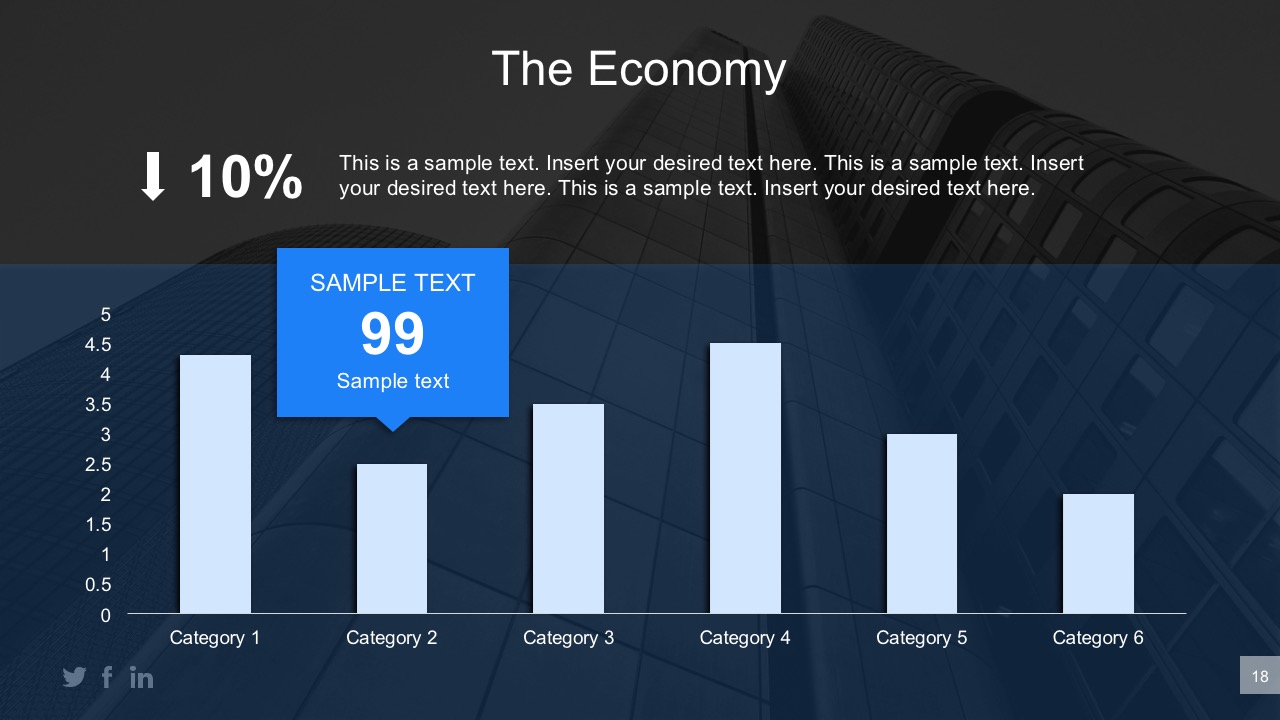 The Economy
10%
This is a sample text. Insert your desired text here. This is a sample text. Insert
your desired text here. This is a sample text. Insert your desired text here.
SAMPLE TEXT
99
Sample text
5
4.5
4
3.5
3
2.5
2
1.5
1
0.5
0
Category 1
Category 2
Category 3
Category 4
Category 5
Category 6
18